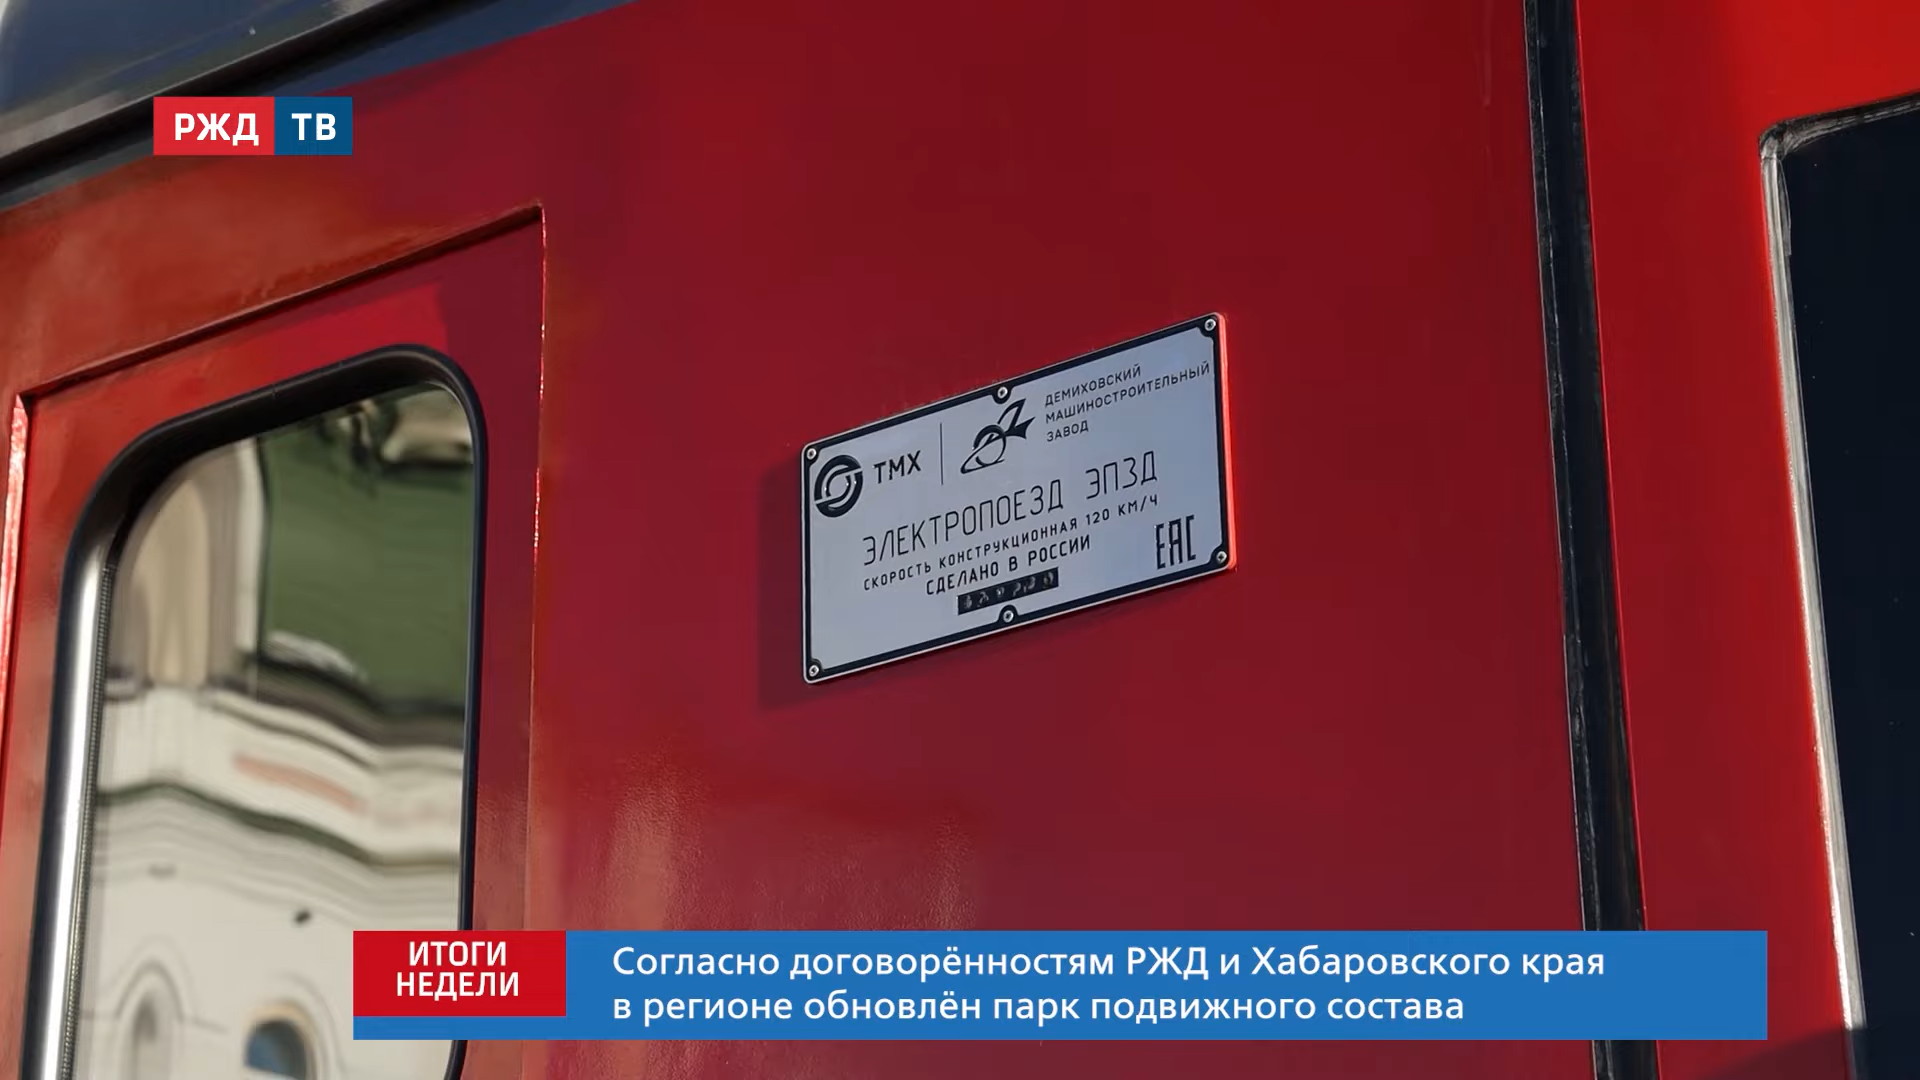 РЖД ТВ
ТМХ
ДЕМИХОВСКИЙ
МАШИНОСТРОИТЕЛЬНЫЙ
ЗАВОД
ЭЛЕКТРОПОЕЗД ЭП3Д
СКОРОСТЬ КОНСТРУКЦИОННАЯ 120 КМ/Ч
СДЕЛАНО В РОССИИ
ЕАС
ИТОГИ
НЕДЕЛИ
Согласно договорённостям РЖД и Хабаровского края
в регионе обновлён парк подвижного состава